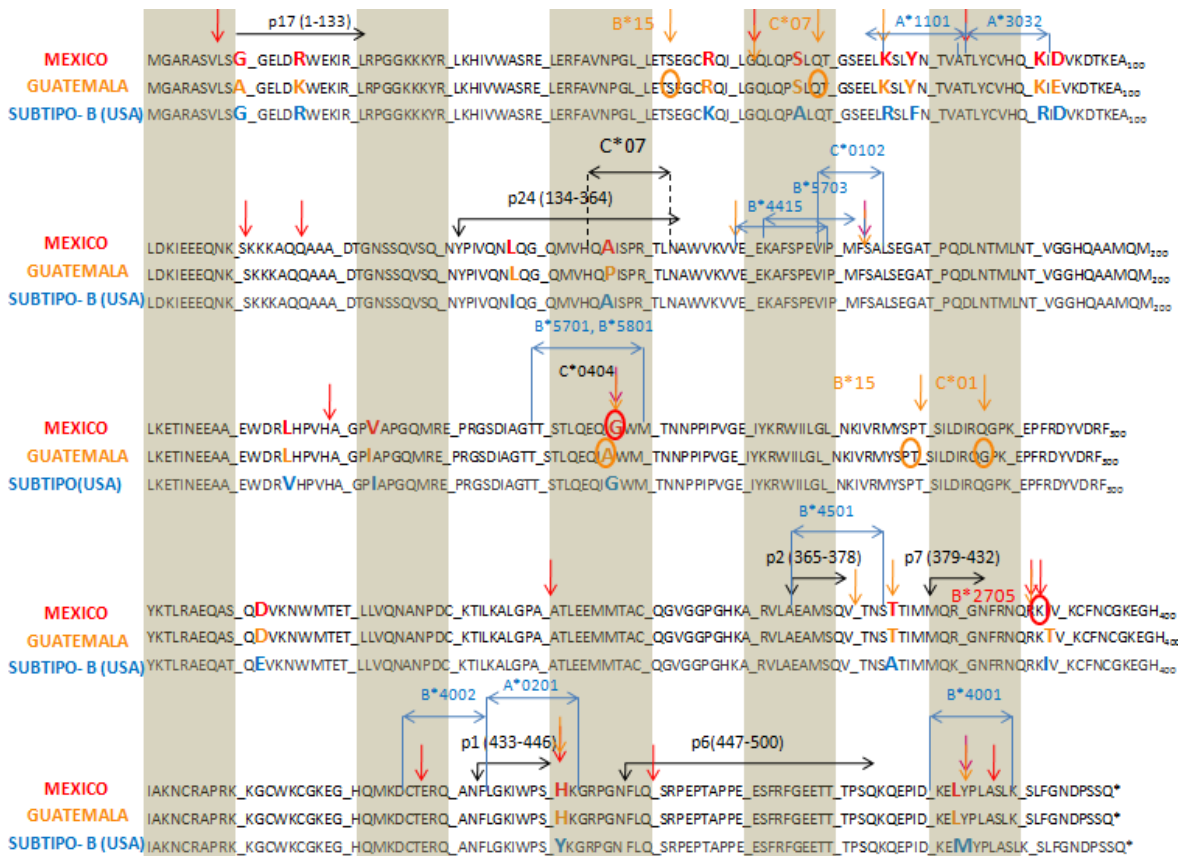 p17 (1-133) B*15 C*07 A*1101 A*3032
MEXICO MGARASVLSG_GELDRWEKIR_LRPGGKKKYR_LKHIVWASRE_LERFAVNPGL_LETSEGCRQI_LGQLQPSLQT_GSEELKSLYN_TVATLYCVHQ_KIDVKDTKEA100
GUATEMALA MGARASVLSA_GELDKWEKIR_LRPGGKKKYR_LKHIVWASRE_LERFAVNPGL_LETSEGCRQI_LGQLQPSLQT_GSEELKSLYN_TVATLYCVHQ_KIEVKDTKEA100
SUBTIPO- B (USA) MGARASVLSG_GELDRWEKIR_LRPGGKKKYR_LKHIVWASRE_LERFAVNPGL_LETSEGCKQI_LGQLQPALQT_GSEELRSLFN_TVATLYCVHQ_RIDVKDTKEA100
C*07 C*0102
B*5703
p24 (134-364) B*4415
MEXICO LDKIEEEQNK_SKKKAQQAAA_DTGNSSQVSQ_NYPIVQNLQG_QMVHQAISPR_TLNAWVKVVE_EKAFSPEVIP_MFSALSEGAT_PQDLNTMLNT_VGGHQAAMQM200
GUATEMALA LDKIEEEQNK_SKKKAQQAAA_DTGNSSQVSQ_NYPIVQNLQG_QMVHQPISPR_TLNAWVKVVE_EKAFSPEVIP_MFSALSEGAT_PQDLNTMLNT_VGGHQAAMQM200
SUBTIPO- B (USA) LDKIEEEQNK_SKKKAQQAAA_DTGNSSQVSQ_NYPIVQNIQG_QMVHQAISPR_TLNAWVKVVE_EKAFSPEVIP_MFSALSEGAT_PQDLNTMLNT_VGGHQAAMQM200
B*5701, B*5801
C*0404 B*15 C*01
MEXICO LKETINEEAA_EWDRLHPVHA_GPVAPGQMRE_PRGSDIAGTT_STLQEQIGWM_TNNPPIPVGE_IYKRWIILGL_NKIVRMYSPT_SILDIRQGPK_EPFRDYVDRF300
GUATEMALA LKETINEEAA_EWDRLHPVHA_GPIAPGQMRE_PRGSDIAGTT_STLQEQIAWM_TNNPPIPVGE_IYKRWIILGL_NKIVRMYSPT_SILDIRQGPK_EPFRDYVDRF300
SUBTIPO(USA) LKETINEEAA_EWDRVHPVHA_GPIAPGQMRE_PRGSDIAGTT_STLQEQIGWM_TNNPPIPVGE_IYKRWIILGL_NKIVRMYSPT_SILDIRQGPK_EPFRDYVDRF300
B*4501
p2 (365-378) p7 (379-432)
B*2705
MEXICO YKTLRAEQAS_QDVKNWMTET_LLVQNANPDC_KTILKALGPA_ATLEEMMTAC_QGVGGPGHKA_RVLAEAMSQV_TNSTTIMMQR_GNFRNQRKIV_KCFNCGKEGH400
GUATEMALA YKTLRAEQAS_QDVKNWMTET_LLVQNANPDC_KTILKALGPA_ATLEEMMTAC_QGVGGPGHKA_RVLAEAMSQV_TNSTTIMMQR_GNFRNQRKTV_KCFNCGKEGH400
SUBTIPO- B (USA) YKTLRAEQAT_QEVKNWMTET_LLVQNANPDC_KTILKALGPA_ATLEEMMTAC_QGVGGPGHKA_RVLAEAMSQV_TNSATIMMQK_GNFRNQRKIV_KCFNCGKEGH400
B*4002 A*0201 B*4001
p1 (433-446) p6(447-500)
MEXICO IAKNCRAPRK_KGCWKCGKEG_HQMKDCTERQ_ANFLGKIWPS_HKGRPGNFLQ_SRPEPTAPPE_ESFRFGEETT_TPSQKQEPID_KELYPLASLK_SLFGNDPSSQ*
GUATEMALA IAKNCRAPRK_KGCWKCGKEG_HQMKDCTERQ_ANFLGKIWPS_HKGRPGNFLQ_SRPEPTAPPE_ESFRFGEETT_TPSQKQEPID_KELYPLASLK_SLFGNDPSSQ*
SUBTIPO- B (USA) IAKNCRAPRK_KGCWKCGKEG_HQMKDCTERQ_ANFLGKIWPS_YKGRPGNFLQ_SRPEPTAPPE_ESFRFGEETT_TPSQKQEPID_KEMYPLASLK_SLFGNDPSSQ*